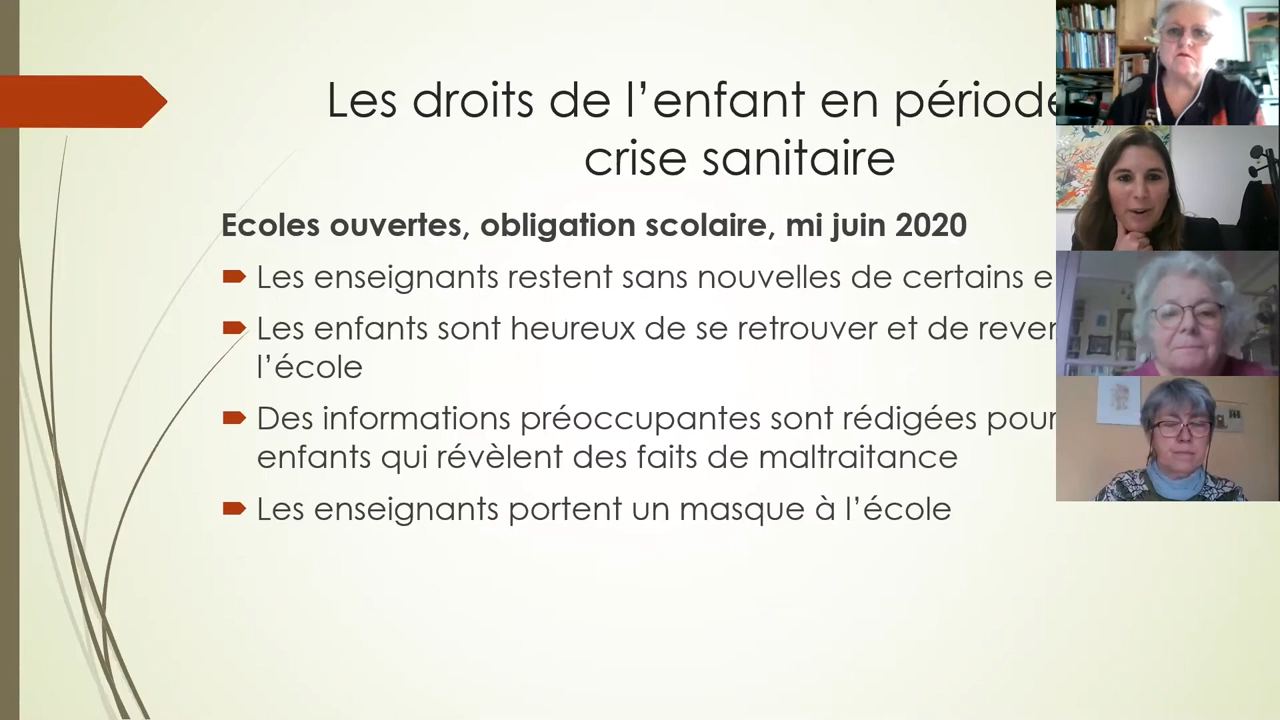 Les droits de l’enfant en période
crise sanitaire
Ecoles ouvertes, obligation scolaire, mi juin 2020
Les enseignants restent sans nouvelles de certains
Les enfants sont heureux de se retrouver et de
l’école
Des informations préoccupantes sont rédigées pour
enfants qui révèlent des faits de maltraitance
Les enseignants portent un masque à l’école